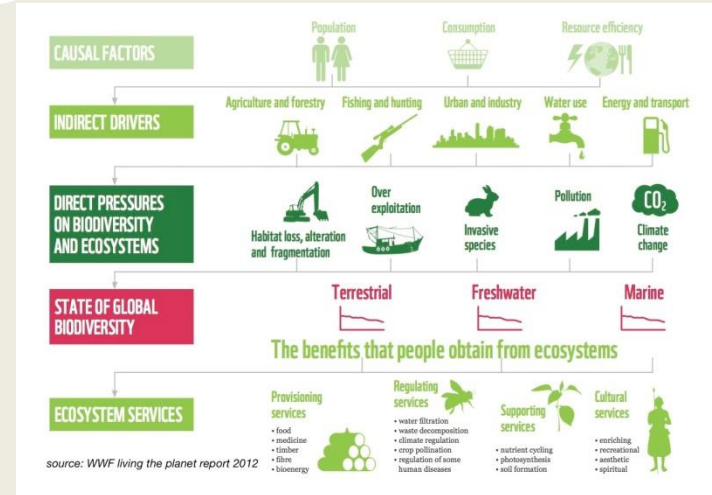 Population
Consumption
Resource efficiency
CAUSAL FACTORS
Agriculture and forestry
Fishing and hunting
Urban and industry
Water use
Energy and transport
INDIRECT DRIVERS
DIRECT PRESSURES
ON BIODIVERSITY
AND ECOSYSTEMS
Habitat loss, alteration
and fragmentation
Over
exploitation
Invasive
species
Pollution
CO₂
Climate
change
STATE OF GLOBAL
BIODIVERSITY
Terrestrial
Freshwater
Marine
The benefits that people obtain from ecosystems
ECOSYSTEM SERVICES
Provisioning
services
• food
• medicine
• timber
• fibre
• bioenergy
Regulating
services
• water filtration
• waste decomposition
• climate regulation
• crop pollination
• regulation of some
human diseases
Supporting
services
• nutrient cycling
• photosynthesis
• soil formation
Cultural
services
• enriching
• recreational
• aesthetic
• spiritual
source: WWF living the planet report 2012